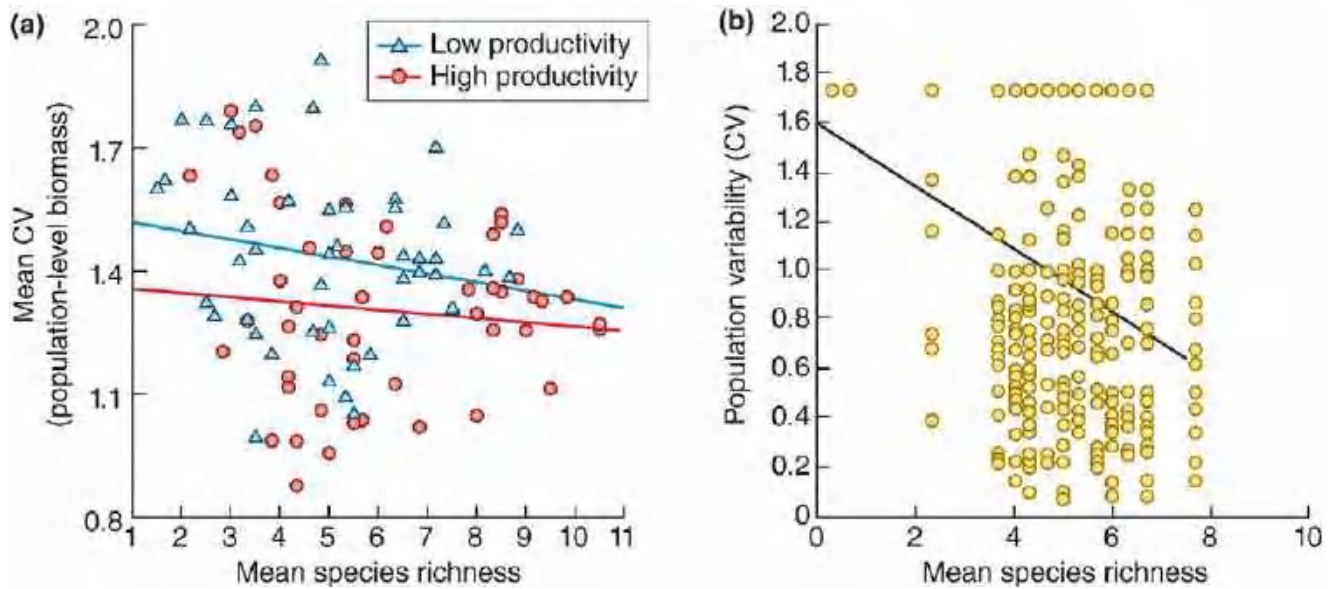 (a)
2.0
1.7
1.4
1.1
0.8
Mean CV
(population-level biomass)
Low productivity
High productivity
1 2 3 4 5 6 7 8 9 10 11
Mean species richness
(b)
2.0
1.8
1.6
1.4
1.2
1.0
0.8
0.6
0.4
0.2
0
Population variability (CV)
0 2 4 6 8 10
Mean species richness